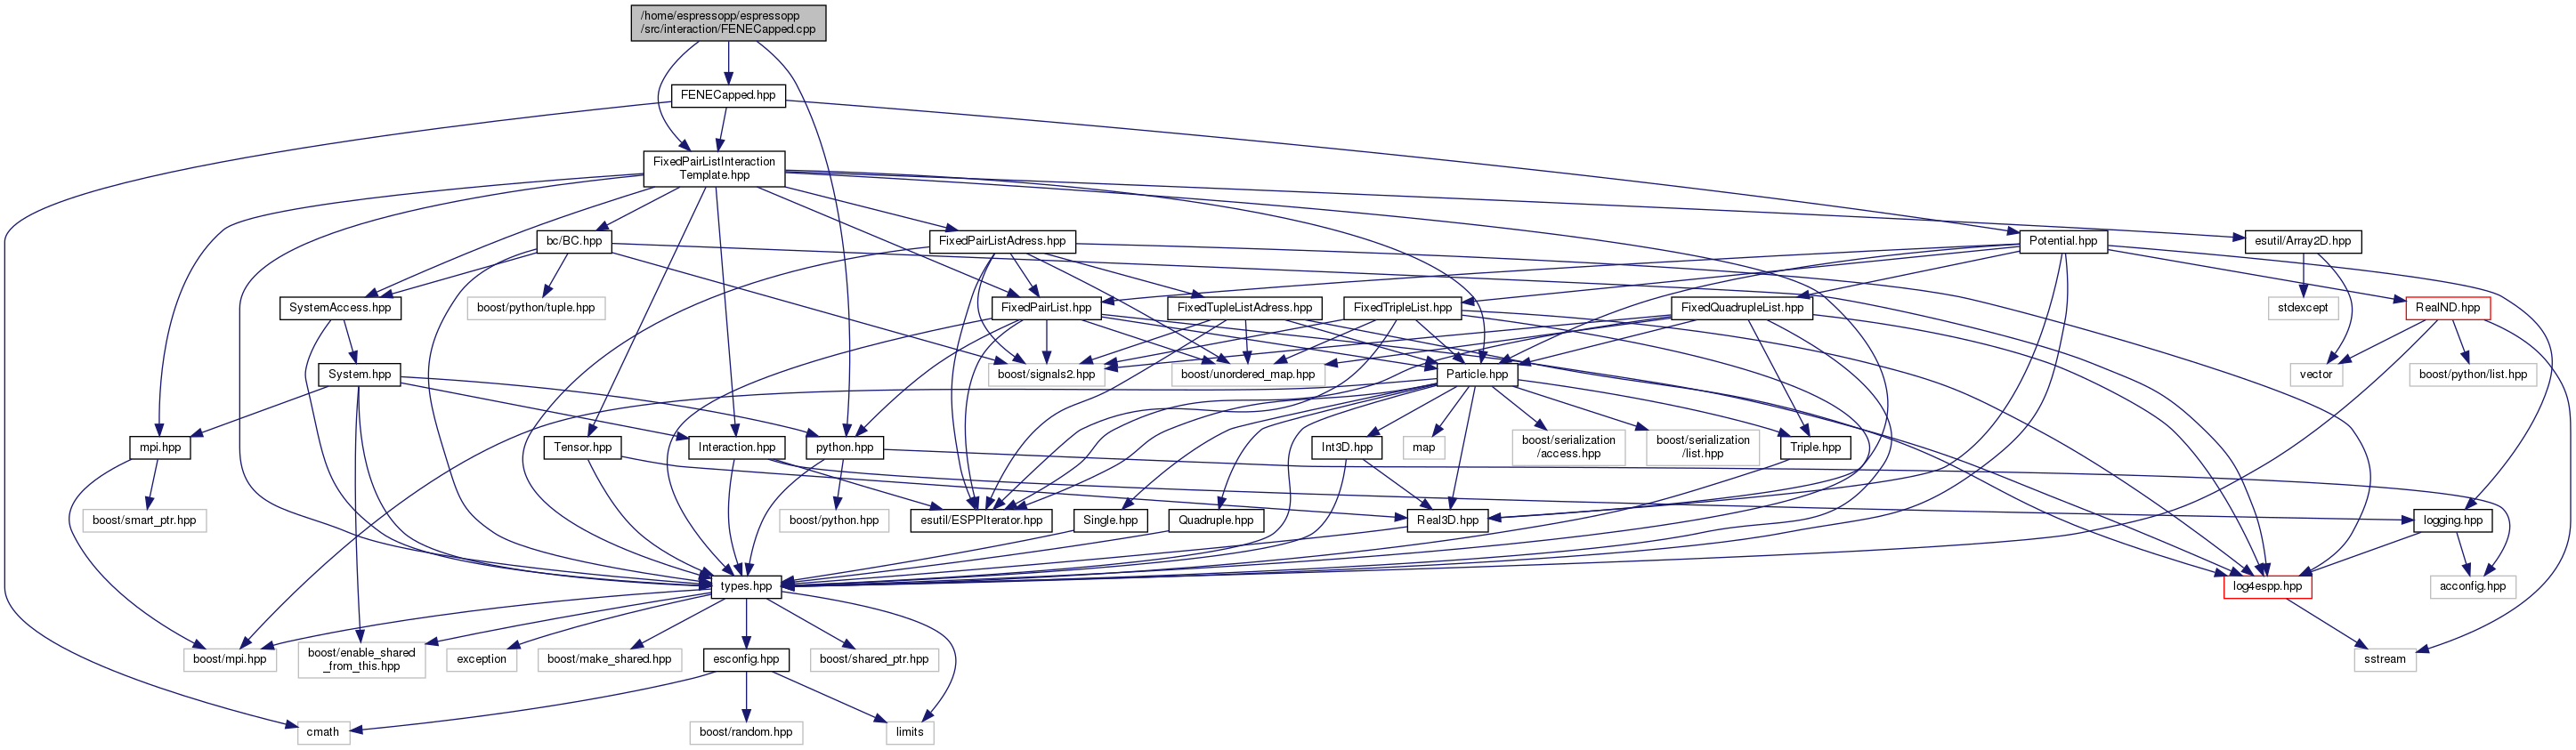 /home/espressopp/espressopp
/src/interaction/FENECapped.cpp
FENECapped.hpp
FixedPairListInteraction
Template.hpp
bc/BC.hpp
FixedPairListAdress.hpp
Potential.hpp
esutil/Array2D.hpp
SystemAccess.hpp
boost/python/tuple.hpp
FixedPairList.hpp
FixedTupleListAdress.hpp
FixedTripleList.hpp
FixedQuadrupleList.hpp
stdexcept
RealND.hpp
System.hpp
boost/signals2.hpp
boost/unordered_map.hpp
Particle.hpp
vector
boost/python/list.hpp
mpi.hpp
Tensor.hpp
Interaction.hpp
python.hpp
Int3D.hpp
map
boost/serialization
/access.hpp
boost/serialization
/list.hpp
Triple.hpp
boost/smart_ptr.hpp
boost/python.hpp
esutil/ESPPIterator.hpp
Single.hpp
Quadruple.hpp
Real3D.hpp
logging.hpp
types.hpp
log4espp.hpp
acconfig.hpp
boost/mpi.hpp
boost/enable_shared
_from_this.hpp
exception
boost/make_shared.hpp
esconfig.hpp
boost/shared_ptr.hpp
sstream
cmath
boost/random.hpp
limits